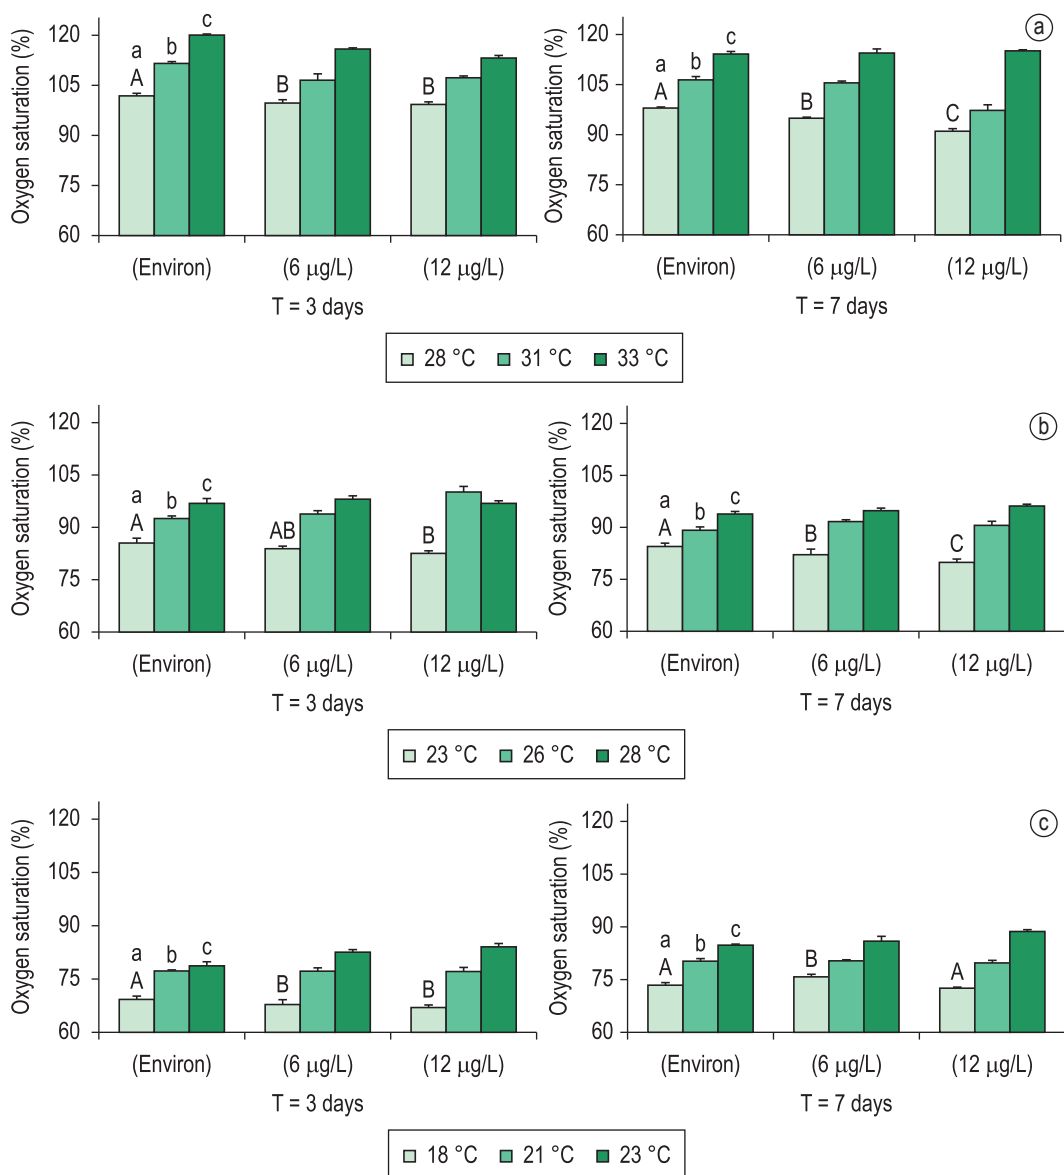 Oxygen saturation (%)
120
105
90
75
60
a
A
b
c
B
B
(Environ)
(6 µg/L)
(12 µg/L)
T = 3 days
Oxygen saturation (%)
120
105
90
75
60
a
A
b
c
B
C
(Environ)
(6 µg/L)
(12 µg/L)
T = 7 days
a
28 °C 31 °C 33 °C
Oxygen saturation (%)
120
105
90
75
60
a
A
b
c
AB
B
(Environ)
(6 µg/L)
(12 µg/L)
T = 3 days
Oxygen saturation (%)
120
105
90
75
60
a
A
b
c
B
C
(Environ)
(6 µg/L)
(12 µg/L)
T = 7 days
b
23 °C 26 °C 28 °C
Oxygen saturation (%)
120
105
90
75
60
a
A
b
c
B
B
(Environ)
(6 µg/L)
(12 µg/L)
T = 3 days
Oxygen saturation (%)
120
105
90
75
60
a
A
b
c
B
A
(Environ)
(6 µg/L)
(12 µg/L)
T = 7 days
c
18 °C 21 °C 23 °C